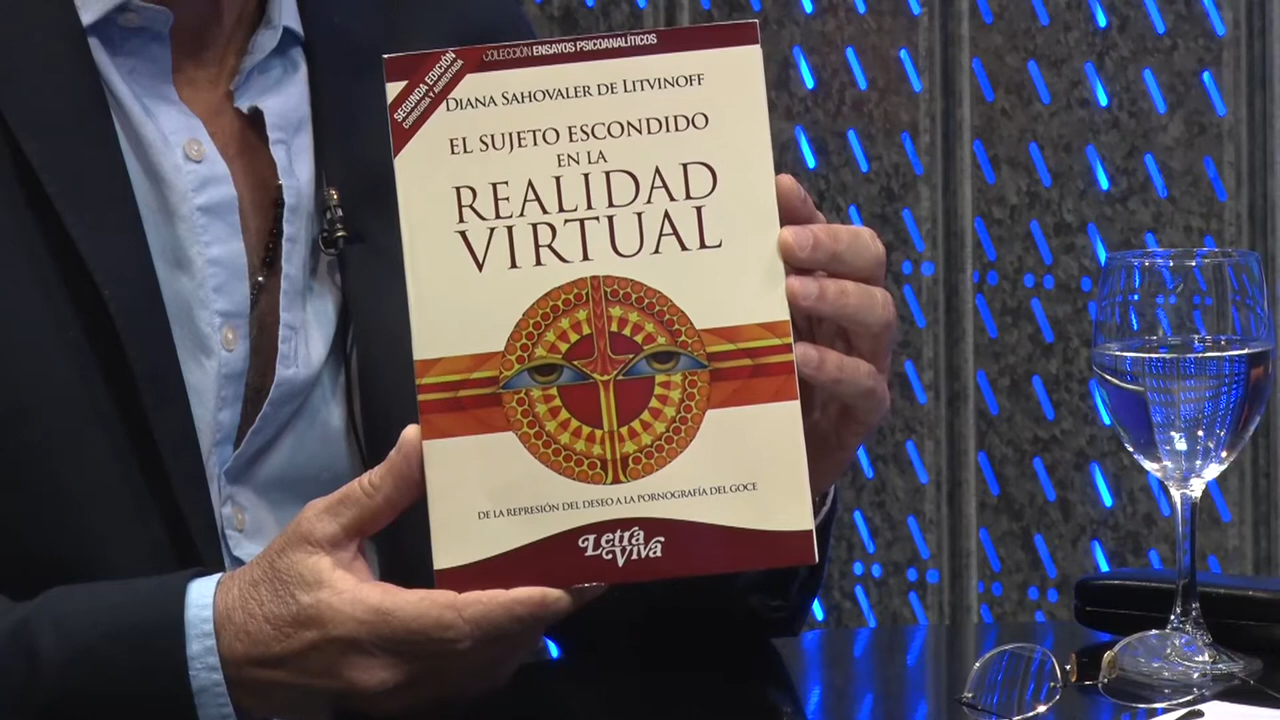 COLECCIÓN ENSAYOS PSICOANALÍTICOS
SEGUNDA EDICIÓN
CORREGIDA Y AUMENTADA
DIANA SAHOVALER DE LITVINOFF
EL SUJETO ESCONDIDO
EN LA
REALIDAD
VIRTUAL
DE LA REPRESIÓN DEL DESEO A LA PORNOGRAFÍA DEL GOCE
Letra
Viva